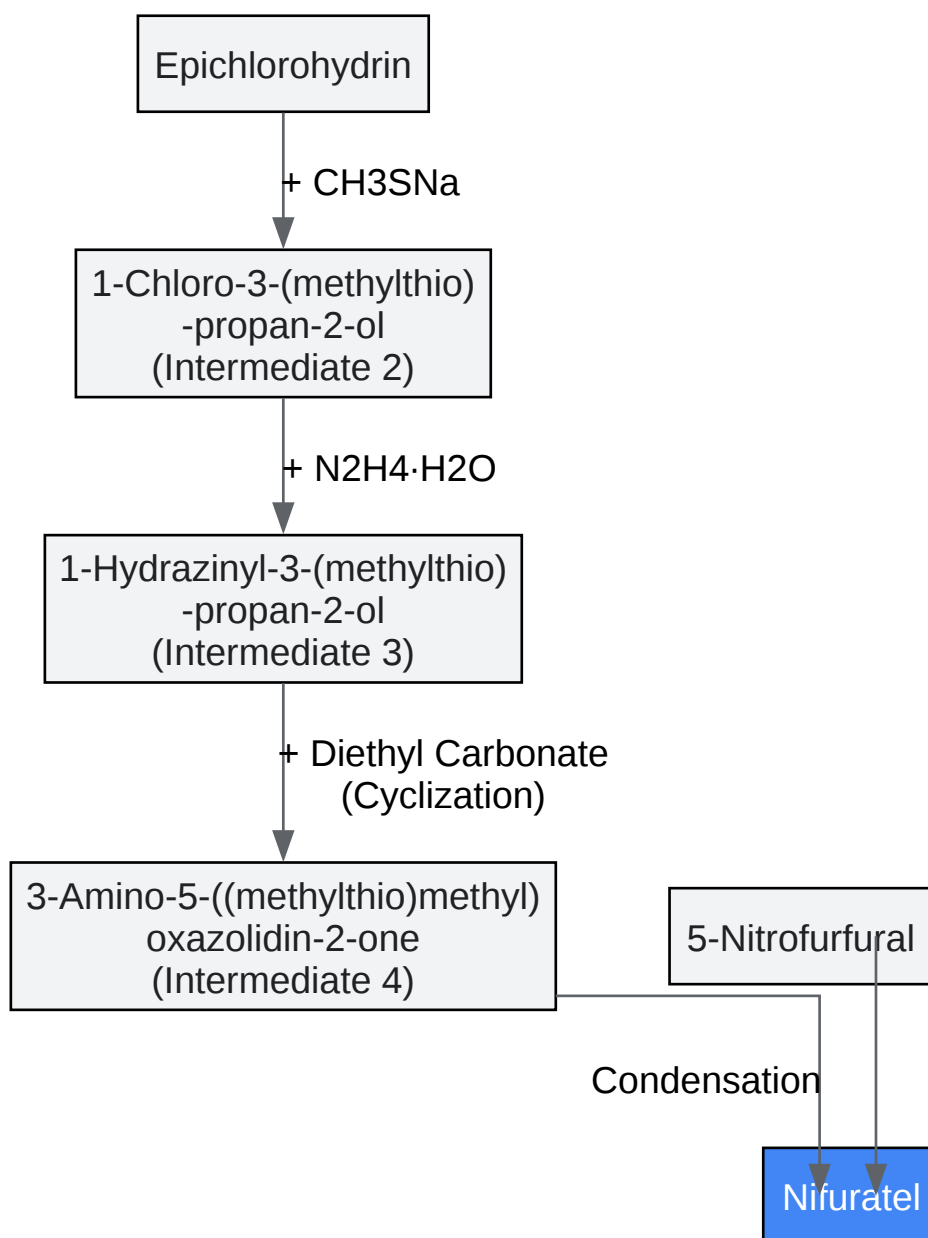 Epichlorohydrin
+ CH3SNa
1-Chloro-3-(methylthio)
-propan-2-ol
(Intermediate 2)
+ N2H4·H2O
1-Hydrazinyl-3-(methylthio)
-propan-2-ol
(Intermediate 3)
+ Diethyl Carbonate
(Cyclization)
3-Amino-5-((methylthio)methyl)
oxazolidin-2-one
(Intermediate 4)
5-Nitrofurfural
Condensation
Nifuratel